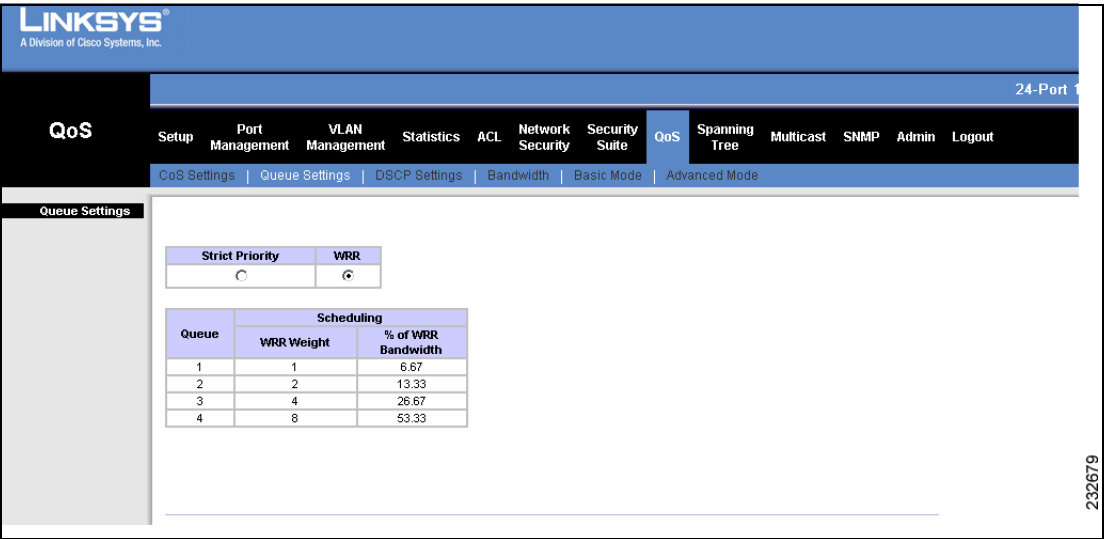 LINKSYS®
A Division of Cisco Systems, Inc.
24-Port 1
QoS
Setup
Port Management
VLAN Management
Statistics
ACL
Network Security
Security Suite
QoS
Spanning Tree
Multicast
SNMP
Admin
Logout
CoS Settings | Queue Settings | DSCP Settings | Bandwidth | Basic Mode | Advanced Mode
Queue Settings
Strict Priority WRR
Queue Scheduling
WRR Weight % of WRR Bandwidth
1 1 6.67
2 2 13.33
3 4 26.67
4 8 53.33
232679